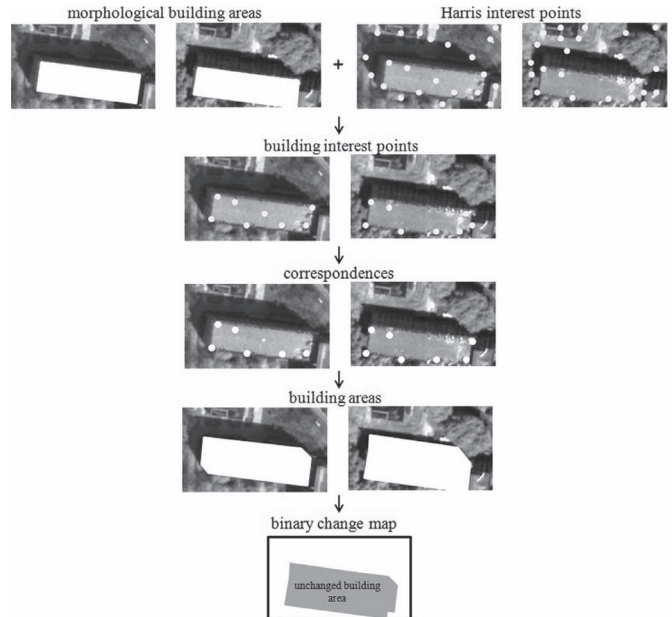 morphological building areas
Harris interest points
+
building interest points
correspondences
building areas
binary change map
unchanged building
area